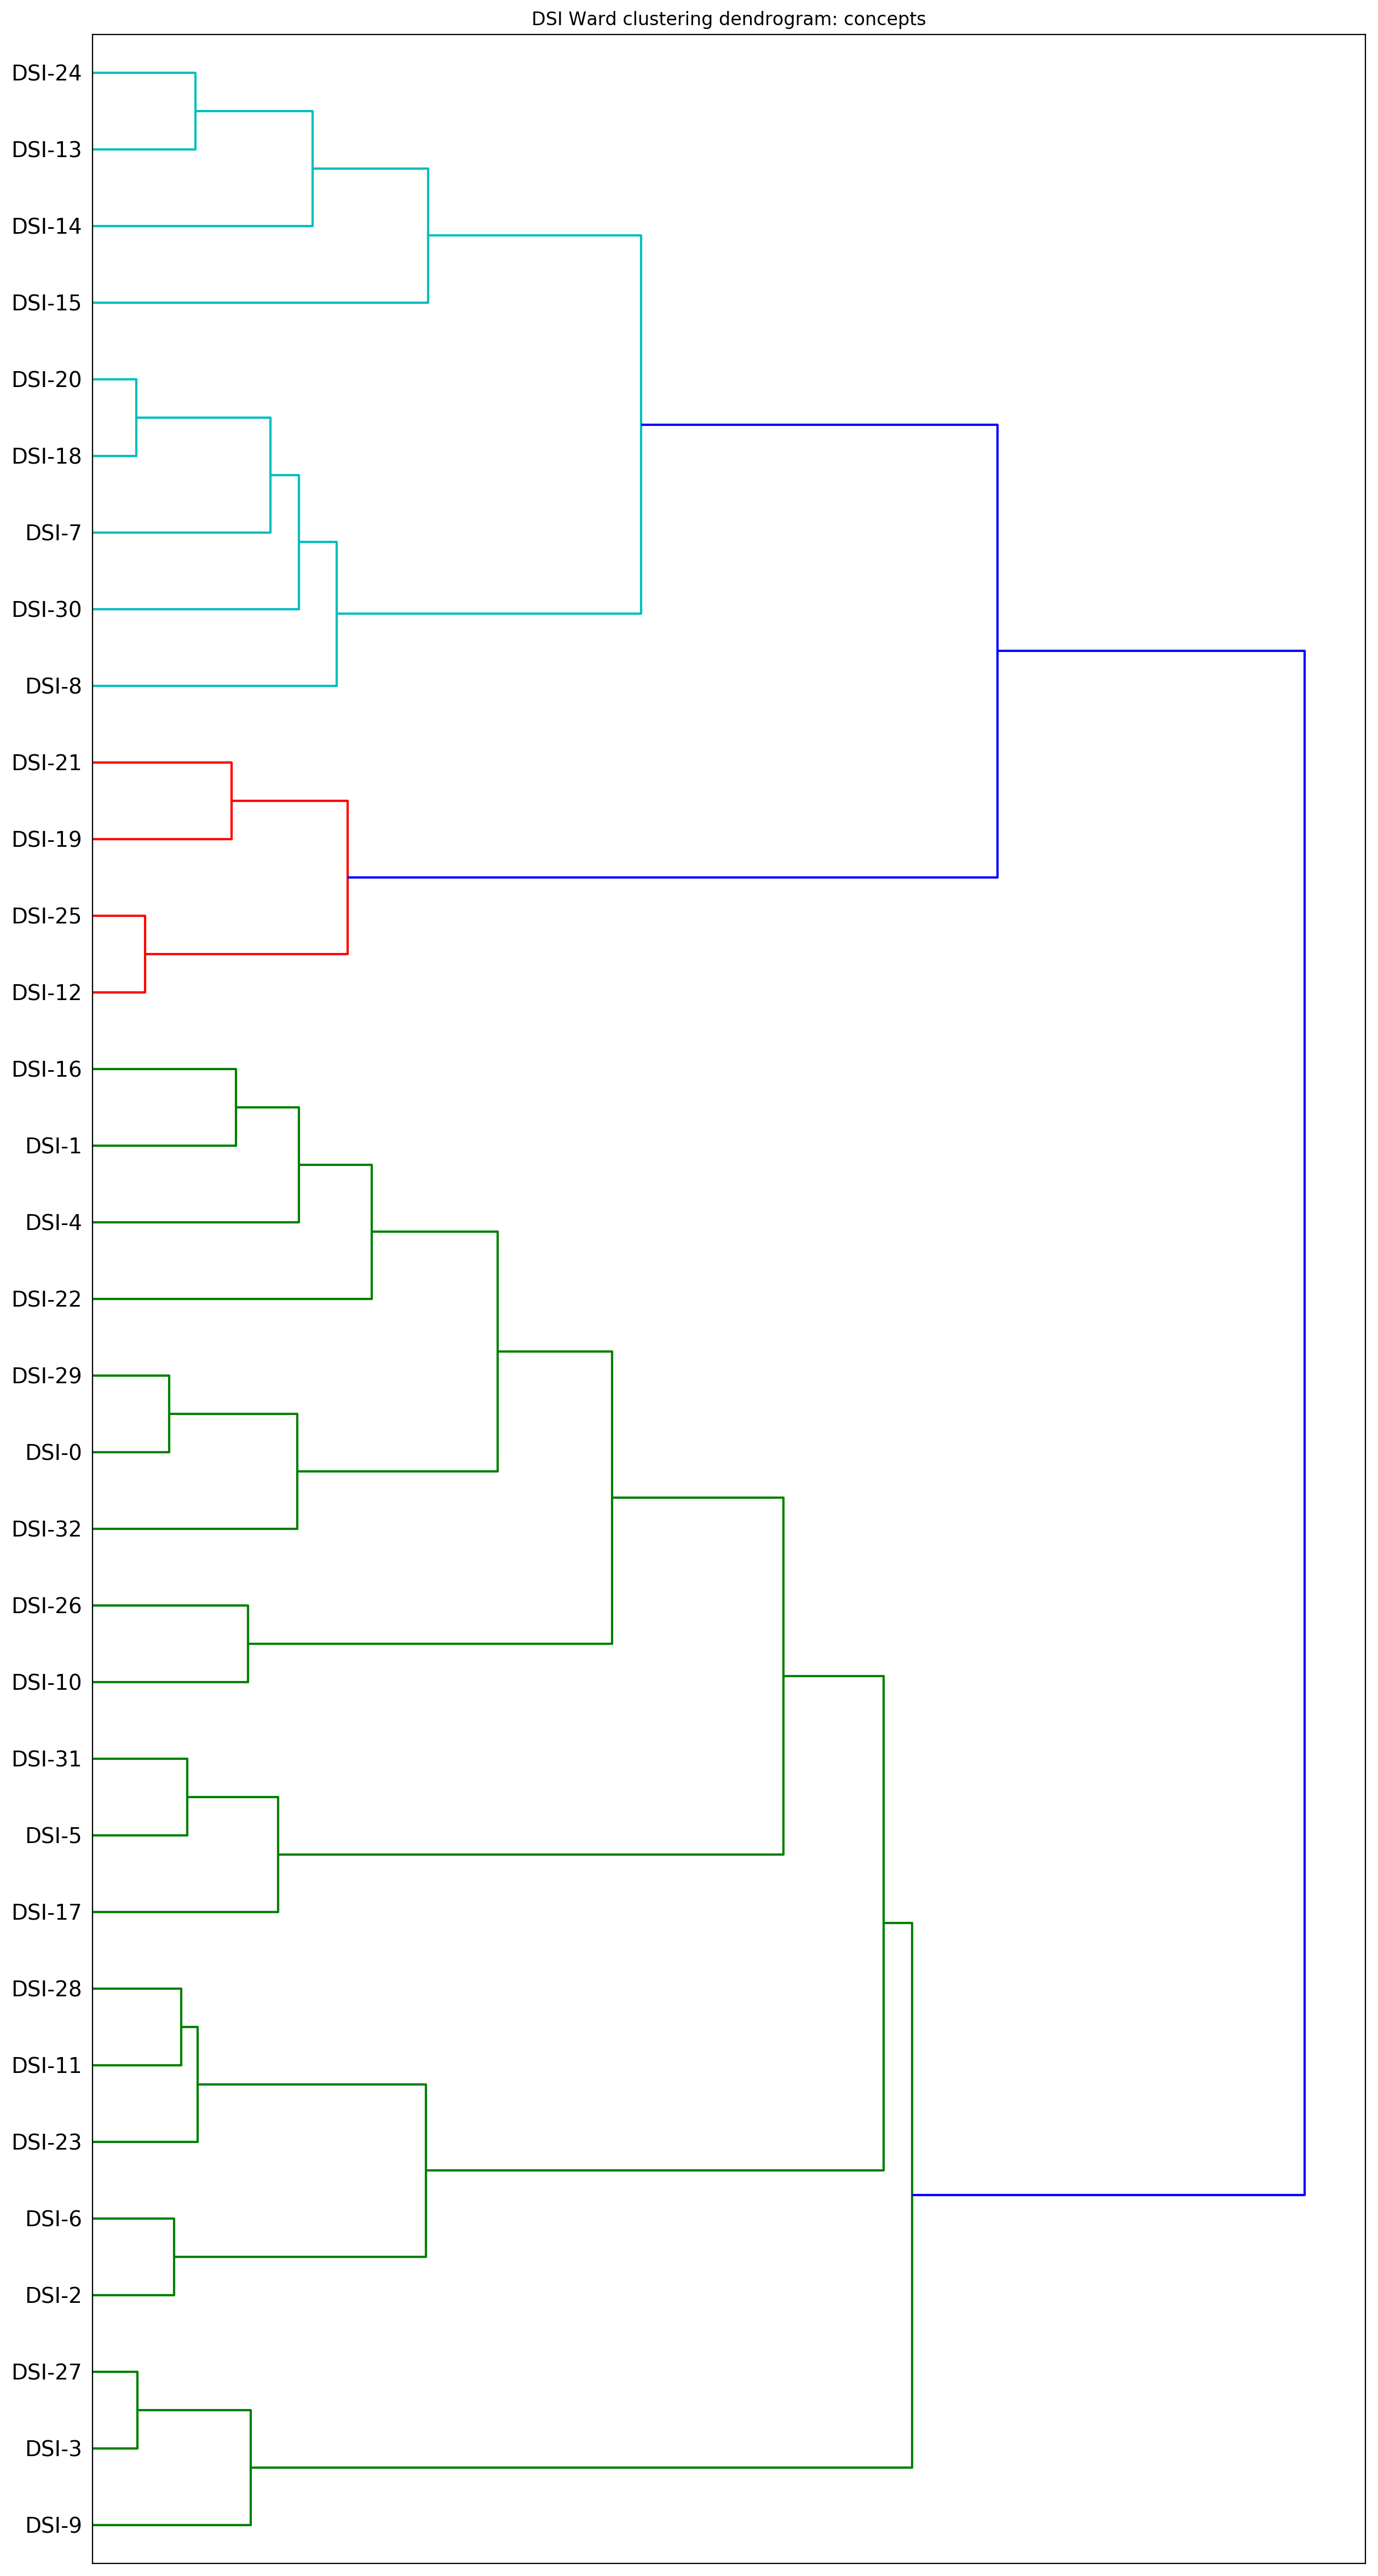 DSI Ward clustering dendrogram: concepts
DSI-24
DSI-13
DSI-14
DSI-15
DSI-20
DSI-18
DSI-7
DSI-30
DSI-8
DSI-21
DSI-19
DSI-25
DSI-12
DSI-16
DSI-1
DSI-4
DSI-22
DSI-29
DSI-0
DSI-32
DSI-26
DSI-10
DSI-31
DSI-5
DSI-17
DSI-28
DSI-11
DSI-23
DSI-6
DSI-2
DSI-27
DSI-3
DSI-9